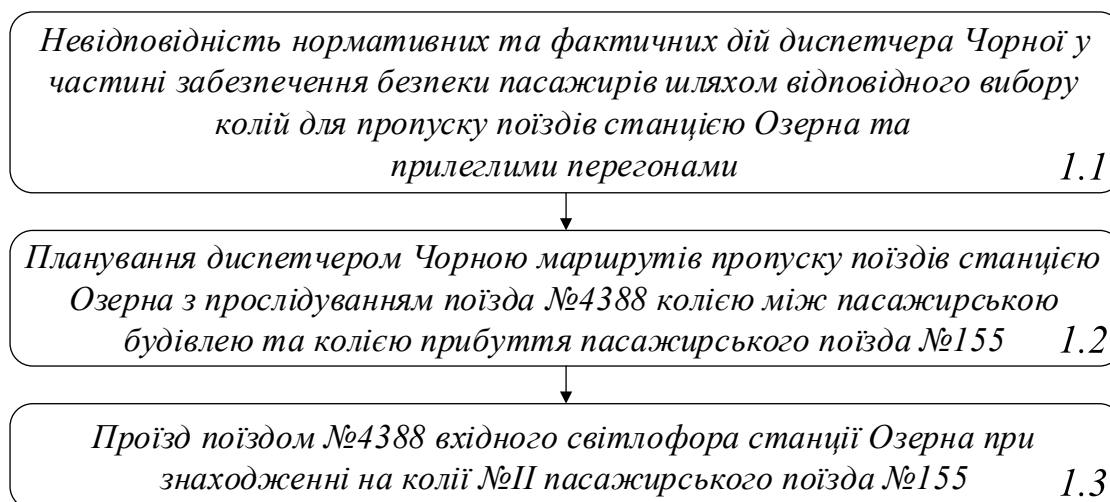 Невідповідність нормативних та фактичних дій диспетчера Чорної у
частині забезпечення безпеки пасажирів шляхом відповідного вибору
колій для пропуску поїздів станцією Озерна та
прилеглими перегонами 1.1
Планування диспетчером Чорною маршрутів пропуску поїздів станцією
Озерна з прослідуванням поїзда №4388 колією між пасажирською
будівлею та колією прибуття пасажирського поїзда №155 1.2
Проїзд поїздом №4388 вхідного світлофора станції Озерна при
знаходженні на колії №ІІ пасажирського поїзда №155 1.3